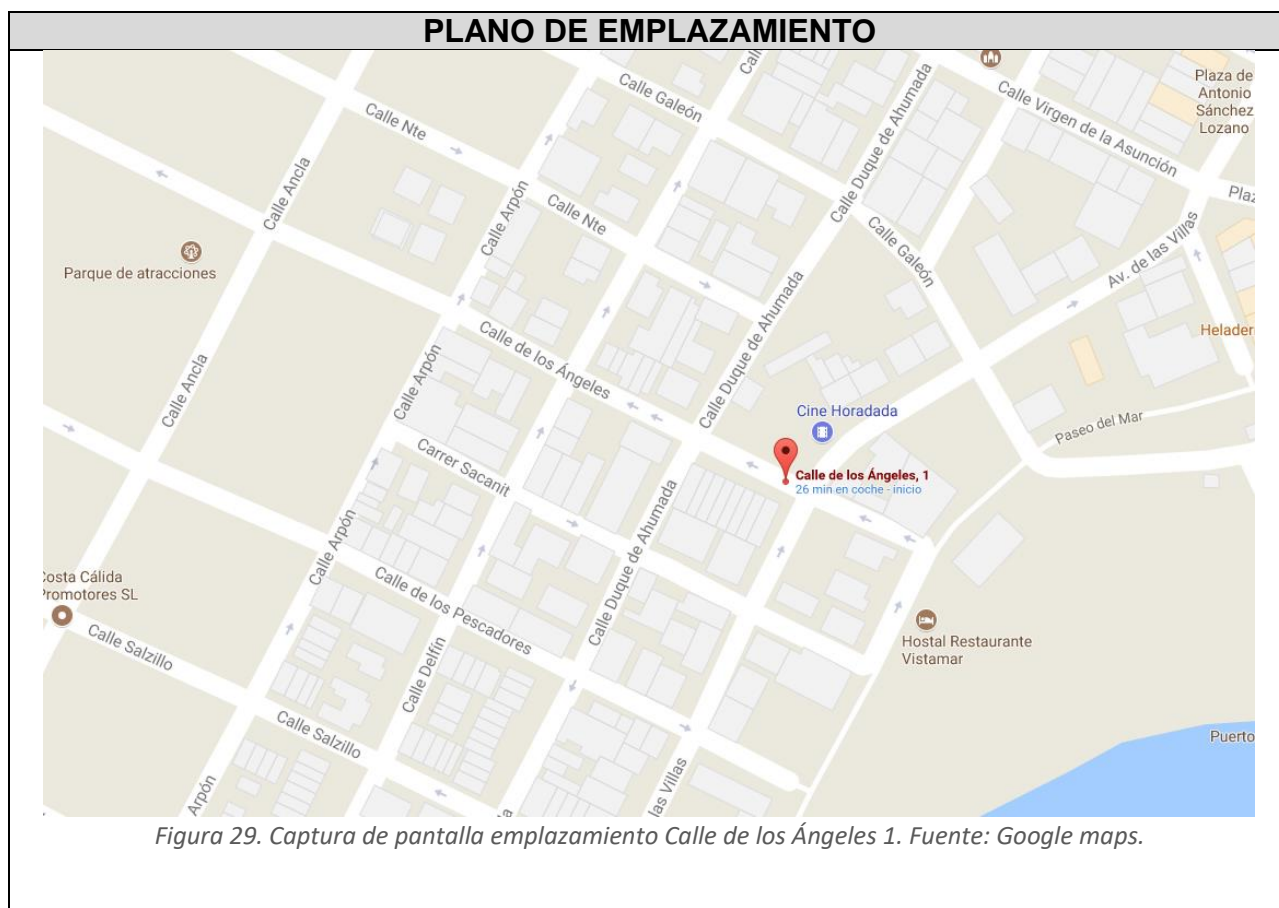 PLANO DE EMPLAZAMIENTO
Calle Galeón
Calle Virgen de la Asunción
Plaza de
Antonio
Sánchez
Lozano
Calle Nte
Calle Duque de Ahumada
Calle Ancla
Calle Arpón
Calle Nte
Calle Galeón
Av. de las Villas
Parque de atracciones
Calle de los Ángeles
Calle Duque de Ahumada
Calle Ancla
Calle Arpón
Cine Horadada
Paseo del Mar
Carrer Sacanit
Calle de los Ángeles, 1
26 min en coche - inicio
Calle Duque de Ahumada
Calle Arpón
Calle de los Pescadores
Calle Duque de Ahumada
Costa Cálida
Promotores SL
Calle Salzillo
Calle Delfín
Hostal Restaurante
Vistamar
Calle Salzillo
Puerto
Arpón
las Villas
Figura 29. Captura de pantalla emplazamiento Calle de los Ángeles 1. Fuente: Google maps.